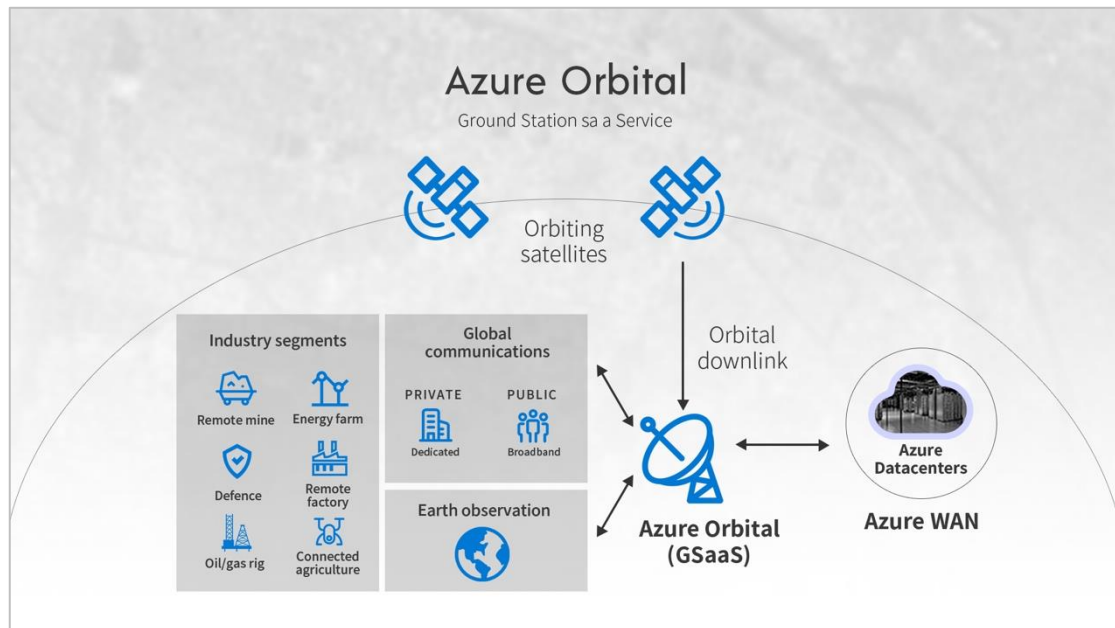 Azure Orbital
Ground Station sa a Service
Orbiting
satellites
Orbital
downlink
Industry segments
Remote mine
Energy farm
Defence
Remote
factory
Oil/gas rig
Connected
agriculture
Global
communications
PRIVATE
PUBLIC
Dedicated
Broadband
Earth observation
Azure Orbital
(GSaaS)
Azure
Datacenters
Azure WAN